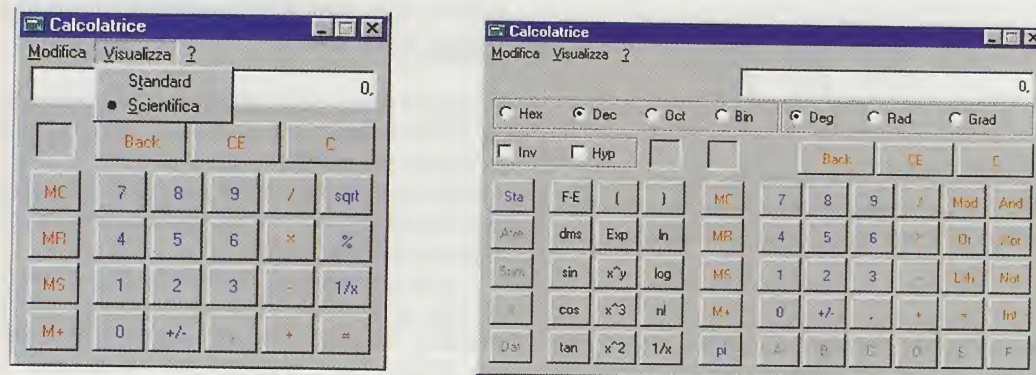 Calcolatrice
Modifica Visualizza ?
Standard
Scientifica
0,
Back CE C
MC 7 8 9 / sqrt
MR 4 5 6 × %
MS 1 2 3 - 1/x
M+ 0 +/- , + =
Calcolatrice
Modifica Visualizza ?
0,
Hex Dec Oct Bin Deg Rad Grad
Inv Hyp Back CE C
Sta F-E ( ) MC 7 8 9 / Mod And
Ave dms Exp ln MR 4 5 6 × Or Xor
Sum sin x^y log MS 1 2 3 - Lsh Not
cos x^3 n! M+ 0 +/- , + = Int
Dat tan x^2 1/x pi A B C D E F